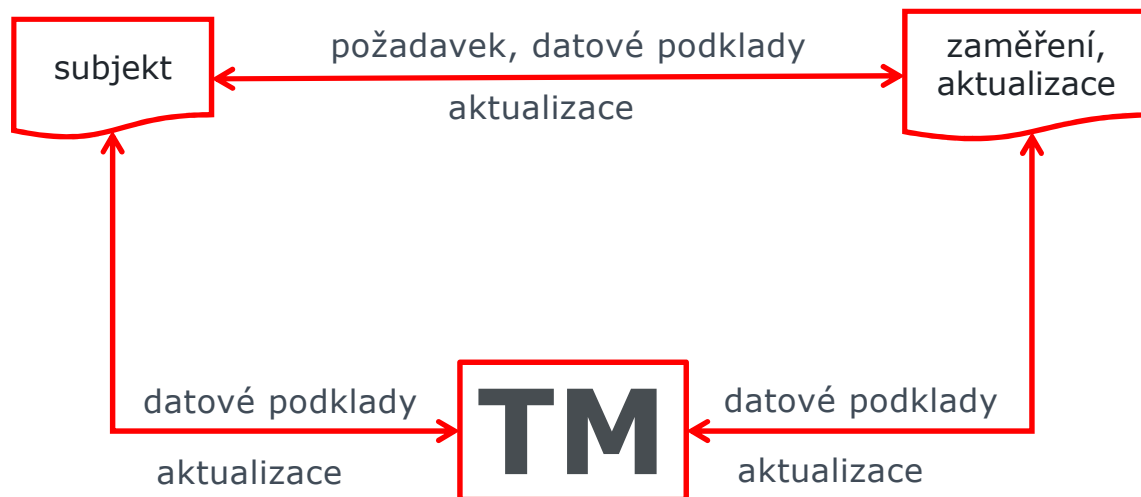 subjekt
požadavek, datové podklady
aktualizace
zaměření,
aktualizace
datové podklady
aktualizace
TM
datové podklady
aktualizace